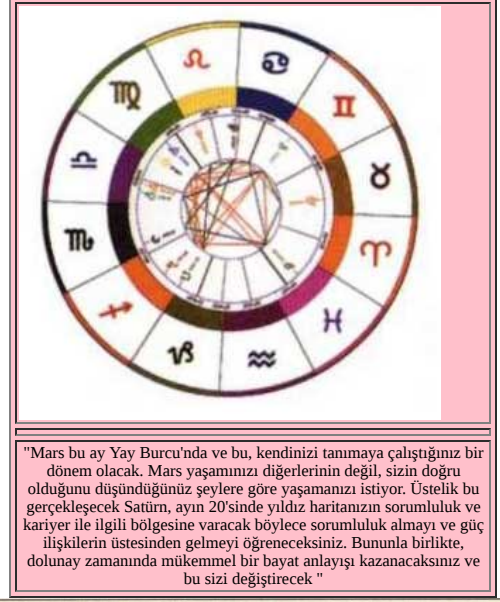 "Mars bu ay Yay Burcu'nda ve bu, kendinizi tanımaya çalıştığınız bir
dönem olacak. Mars yaşamınızı diğerlerinin değil, sizin doğru
olduğunu düşündüğünüz şeylere göre yaşamanızı istiyor. Üstelik bu
gerçekleşecek Satürn, ayın 20'sinde yıldız haritanızın sorumluluk ve
kariyer ile ilgili bölgesine varacak böylece sorumluluk almayı ve güç
ilişkilerin üstesinden gelmeyi öğreneceksiniz. Bununla birlikte,
dolunay zamanında mükemmel bir bayat anlayışı kazanacaksınız ve
bu sizi değiştirecek "